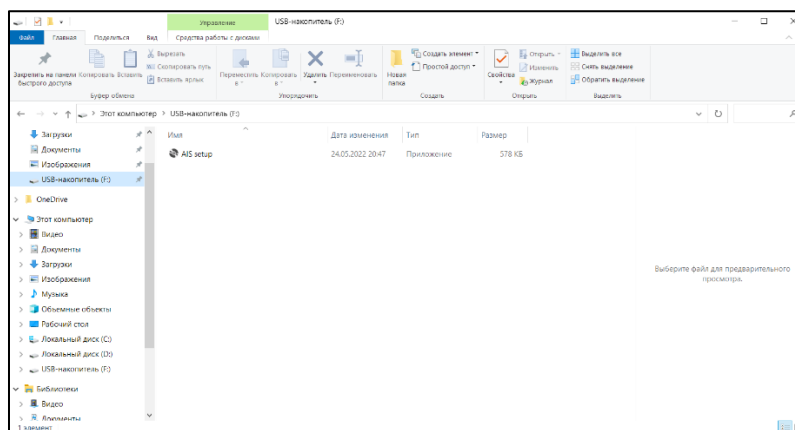 Управление
USB-накопитель (F:)
Файл Главная Поделиться Вид Средства работы с дисками
Закрепить на панели быстрого доступа
Копировать
Вставить
Вырезать
Скопировать путь
Вставить ярлык
Буфер обмена
Переместить в
Копировать в
Удалить
Переименовать
Упорядочить
Новая папка
Создать элемент
Простой доступ
Создать
Свойства
Открыть
Изменить
Журнал
Открыть
Выделить все
Снять выделение
Обратить выделение
Выделить
Этот компьютер > USB-накопитель (F:)
Загрузки
Документы
Изображения
USB-накопитель (F:)
OneDrive
Этот компьютер
Видео
Документы
Загрузки
Изображения
Музыка
Объемные объекты
Рабочий стол
Локальный диск (C:)
Локальный диск (D:)
USB-накопитель (F:)
Библиотеки
Видео
Документы
Имя Дата изменения Тип Размер
AIS setup 24.05.2022 20:47 Приложение 578 КБ
Выберите файл для предварительного
просмотра.
1 элемент